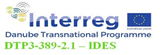 Interreg
Danube Transnational Programme
DTP3-389-2.1 – IDES